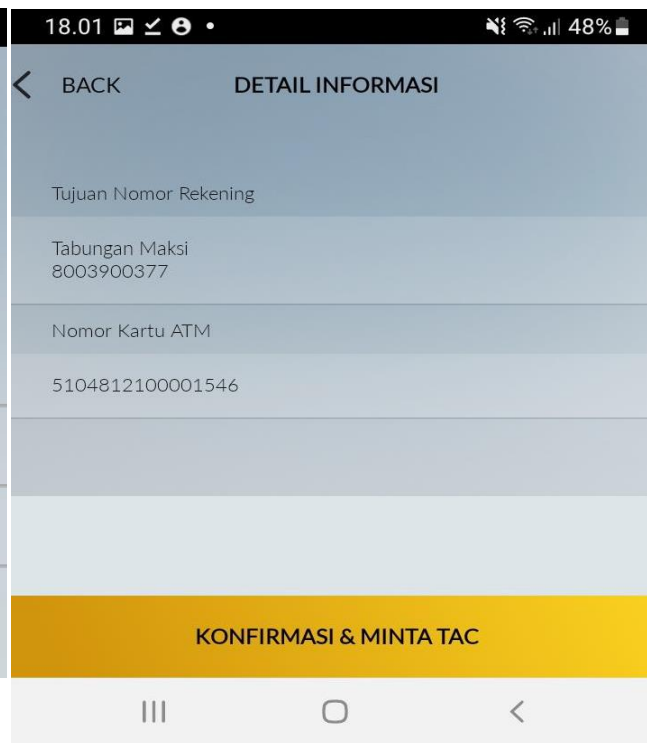 18.01 48%
BACK DETAIL INFORMASI
Tujuan Nomor Rekening
Tabungan Maksi
8003900377
Nomor Kartu ATM
5104812100001546
KONFIRMASI & MINTA TAC